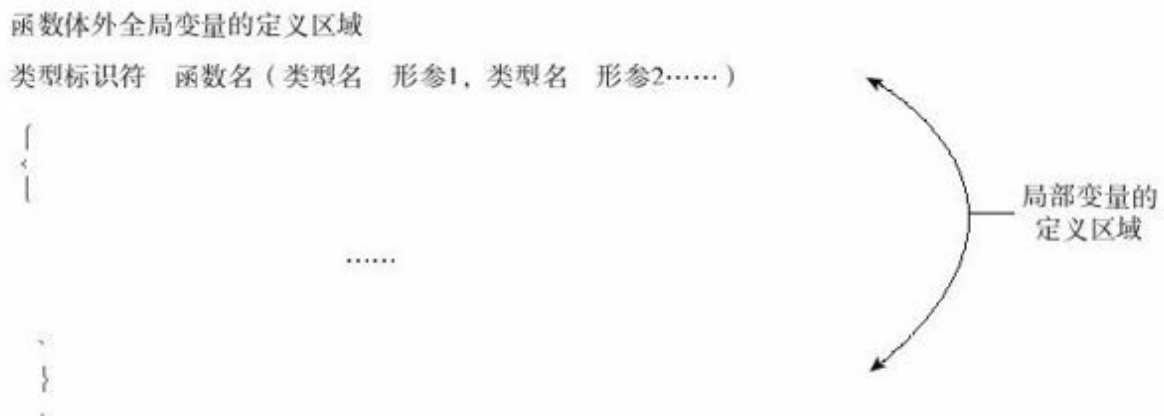 函数体外全局变量的定义区域
类型标识符 函数名（类型名 形参1，类型名 形参2……）
{
……
}
局部变量的
定义区域